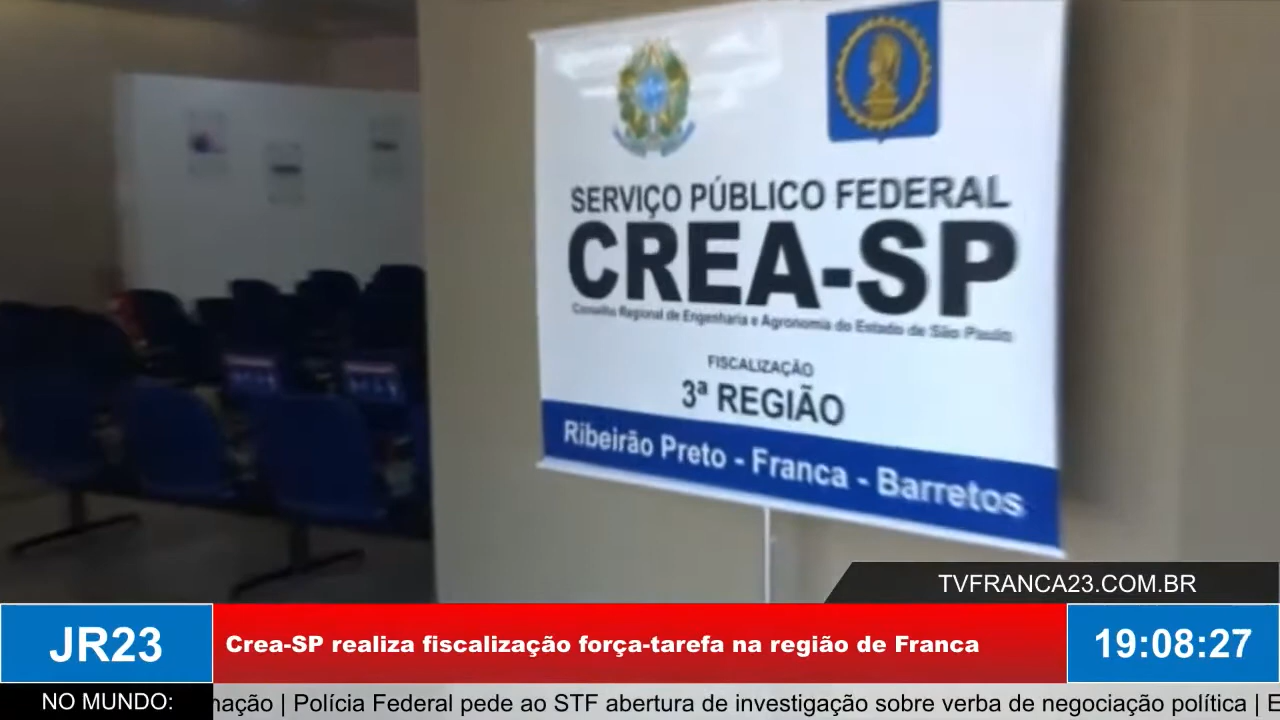 SERVIÇO PÚBLICO FEDERAL
CREA-SP
Conselho Regional de Engenharia e Agronomia do Estado de São Paulo
FISCALIZAÇÃO
3ª REGIÃO
Ribeirão Preto - Franca - Barretos
TVFRANCA23.COM.BR
JR23
Crea-SP realiza fiscalização força-tarefa na região de Franca
19:08:27
NO MUNDO:
mação | Polícia Federal pede ao STF abertura de investigação sobre verba de negociação política | E